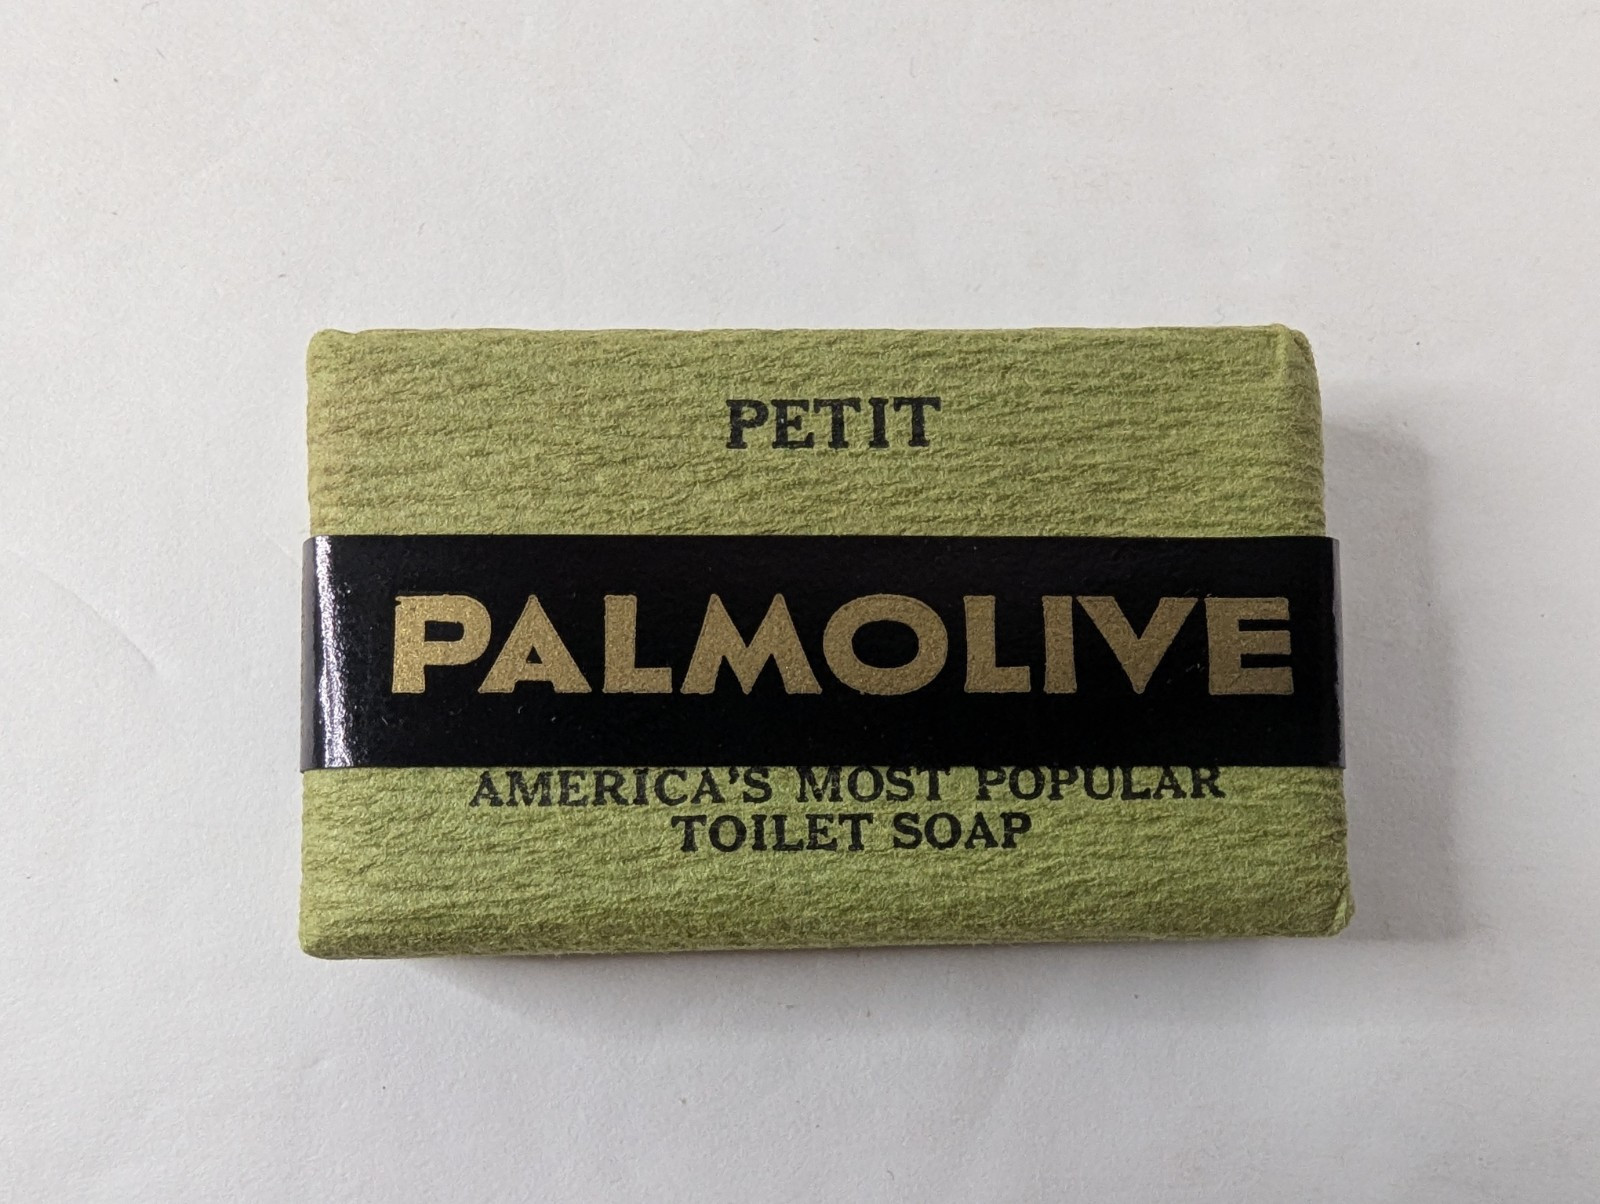 PETIT
PALMOLIVE
AMERICA'S MOST POPULAR
TOILET SOAP